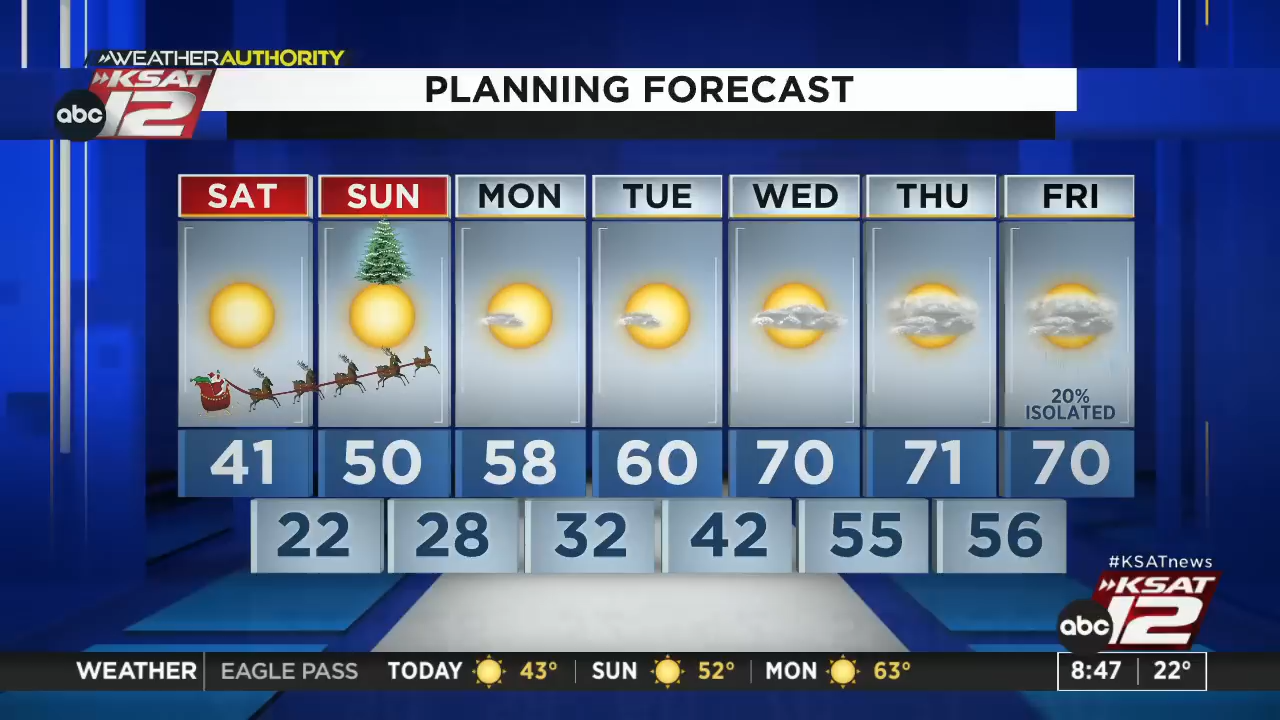 WEATHER AUTHORITY
KSAT
abc 12
PLANNING FORECAST
SAT SUN MON TUE WED THU FRI
20%
ISOLATED
41 50 58 60 70 71 70
22 28 32 42 55 56
#KSATnews
KSAT
abc 12
WEATHER EAGLE PASS TODAY 43° SUN 52° MON 63° 8:47 22°